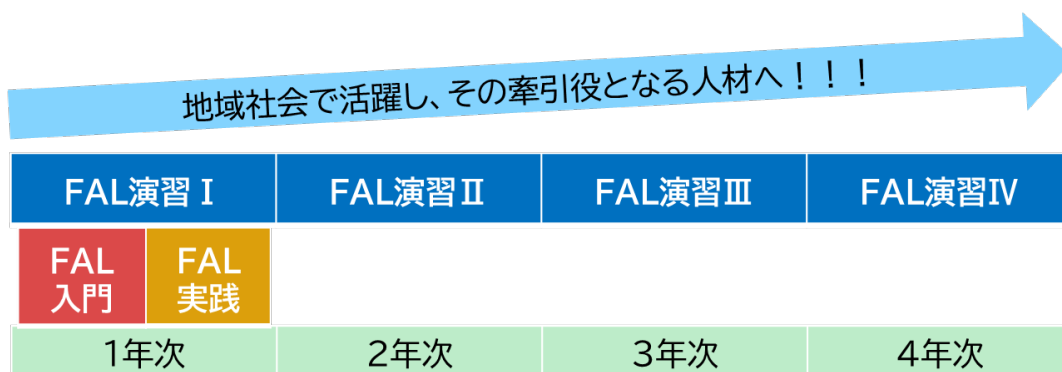 地域社会で活躍し、その牽引役となる人材へ！！！
FAL演習Ⅰ
FAL演習Ⅱ
FAL演習Ⅲ
FAL演習Ⅳ
FAL
入門
FAL
実践
1年次
2年次
3年次
4年次